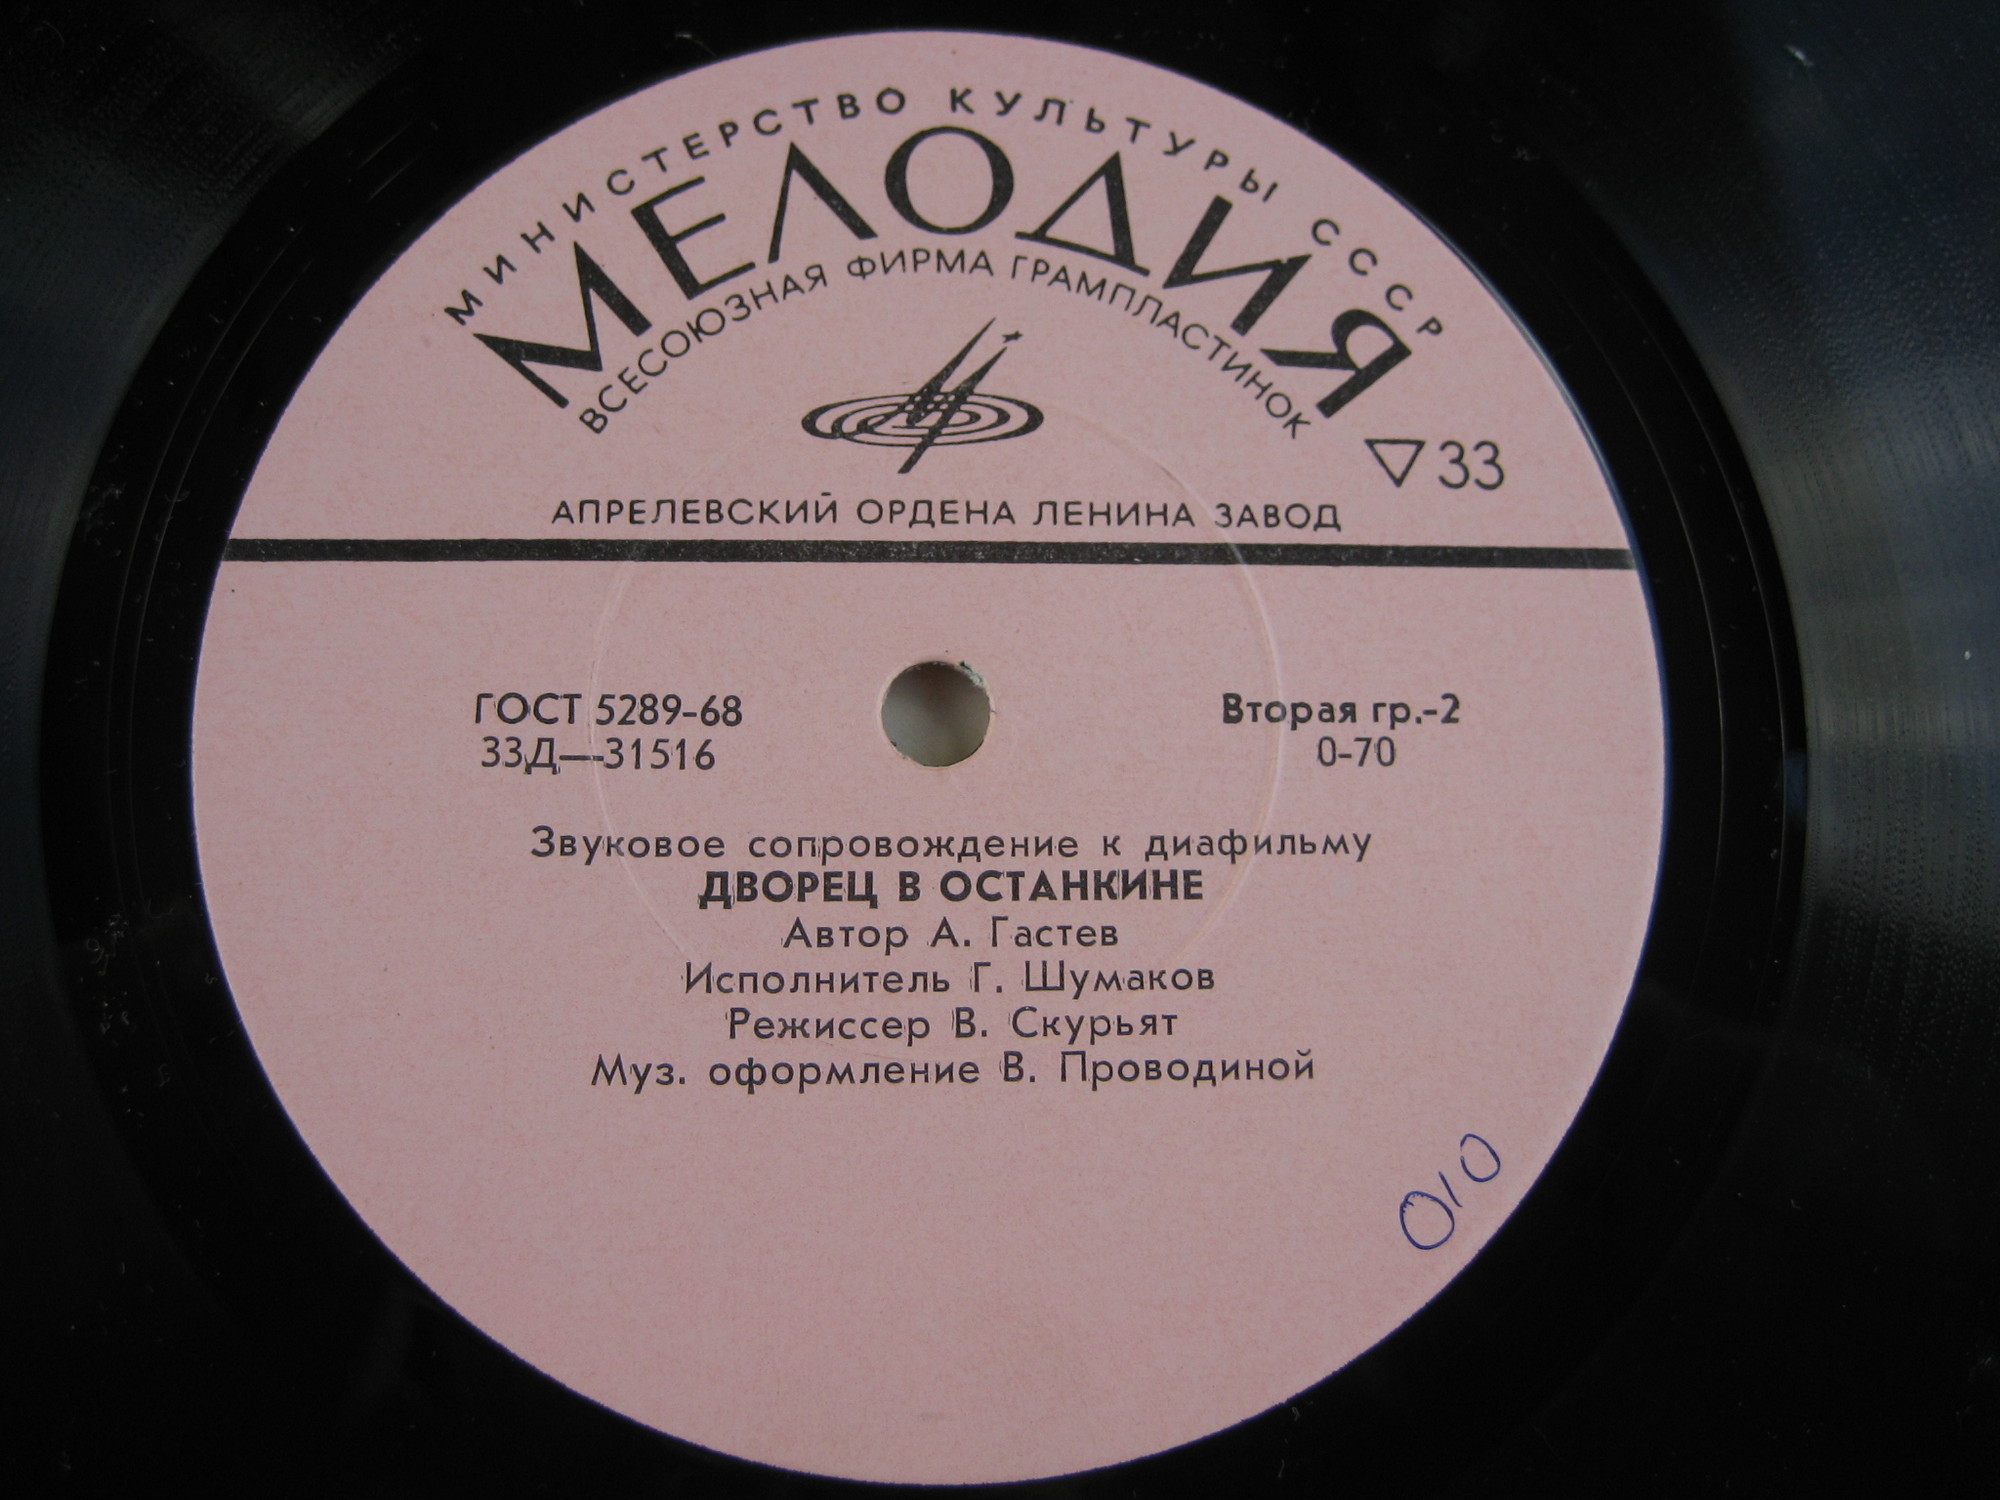 МИНИСТЕРСТВО КУЛЬТУРЫ СССР
МЕЛОДИЯ
ВСЕСОЮЗНАЯ ФИРМА ГРАМПЛАСТИНОК
33
АПРЕЛЕВСКИЙ ОРДЕНА ЛЕНИНА ЗАВОД
ГОСТ 5289-68
33Д—31516
Вторая гр.-2
0-70
Звуковое сопровождение к диафильму
ДВОРЕЦ В ОСТАНКИНЕ
Автор А. Гастев
Исполнитель Г. Шумаков
Режиссер В. Скурьят
Муз. оформление В. Проводиной
010